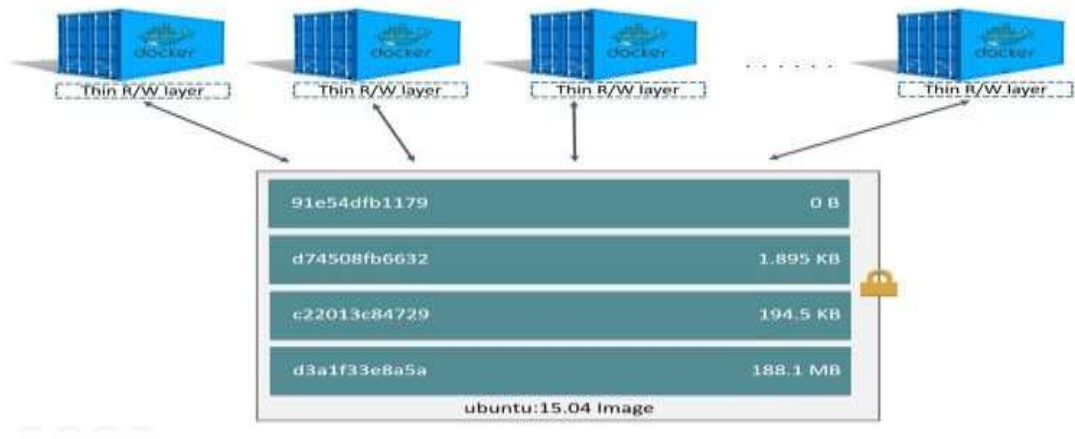 docker docker docker docker
Thin R/W layer Thin R/W layer Thin R/W layer . . . . . . Thin R/W layer
91e54dfb1179 0 B
d74508fb6632 1.895 KB
c22013c84729 194.5 KB
d3a1f33e8a5a 188.1 MB
ubuntu:15.04 Image